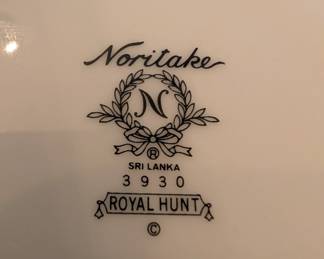 Noritake
N
®
SRI LANKA
3930
ROYAL HUNT
©